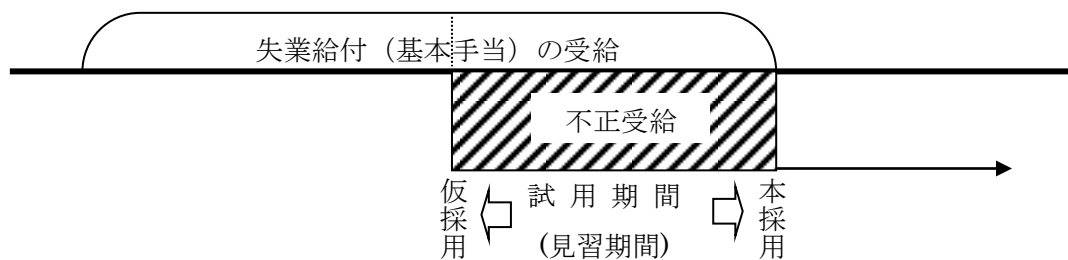 失業給付（基本手当）の受給
不正受給
仮採用
試用期間
本採用
(見習期間)